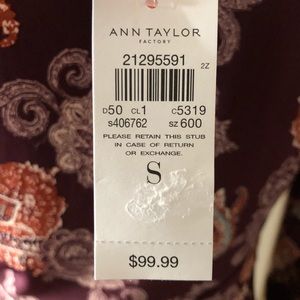 ANN TAYLOR
FACTORY
21295591
2Z
D50 CL1 C5319
S406762 SZ600
PLEASE RETAIN THIS STUB
IN CASE OF RETURN
OR EXCHANGE.
S
$99.99